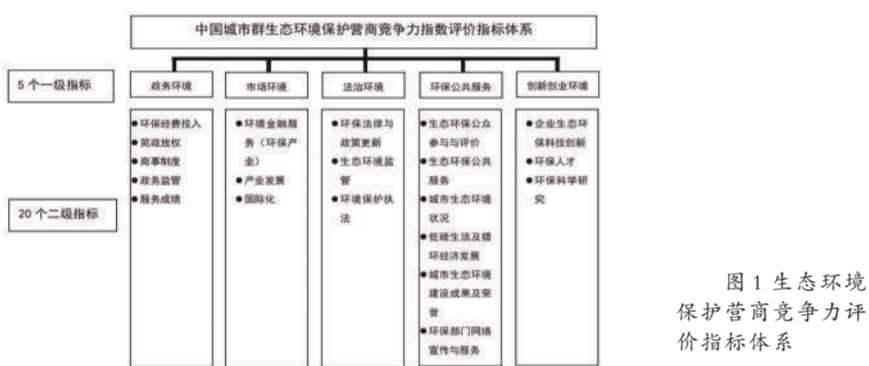 中国城市群生态环境保护营商竞争力指数评价指标体系
5个一级指标
政务环境
市场环境
法治环境
环保公共服务
创新创业环境
20个二级指标
●环保经费投入
●简政放权
●商事制度
●政务监管
●服务成绩
●环境金融服
务（环保产
业）
●产业发展
●国际化
●环保法律与
政策更新
●生态环境监
管
●环境保护执
法
●生态环保公众
参与与评价
●生态环保公共
服务
●城市生态环境
状况
●低碳生活及循
环经济发展
●城市生态环境
建设成果及荣
誉
●环保部门网络
宣传与服务
●企业生态环
保科技创新
●环保人才
●环保科学研
究
图1 生态环境
保护营商竞争力评
价指标体系